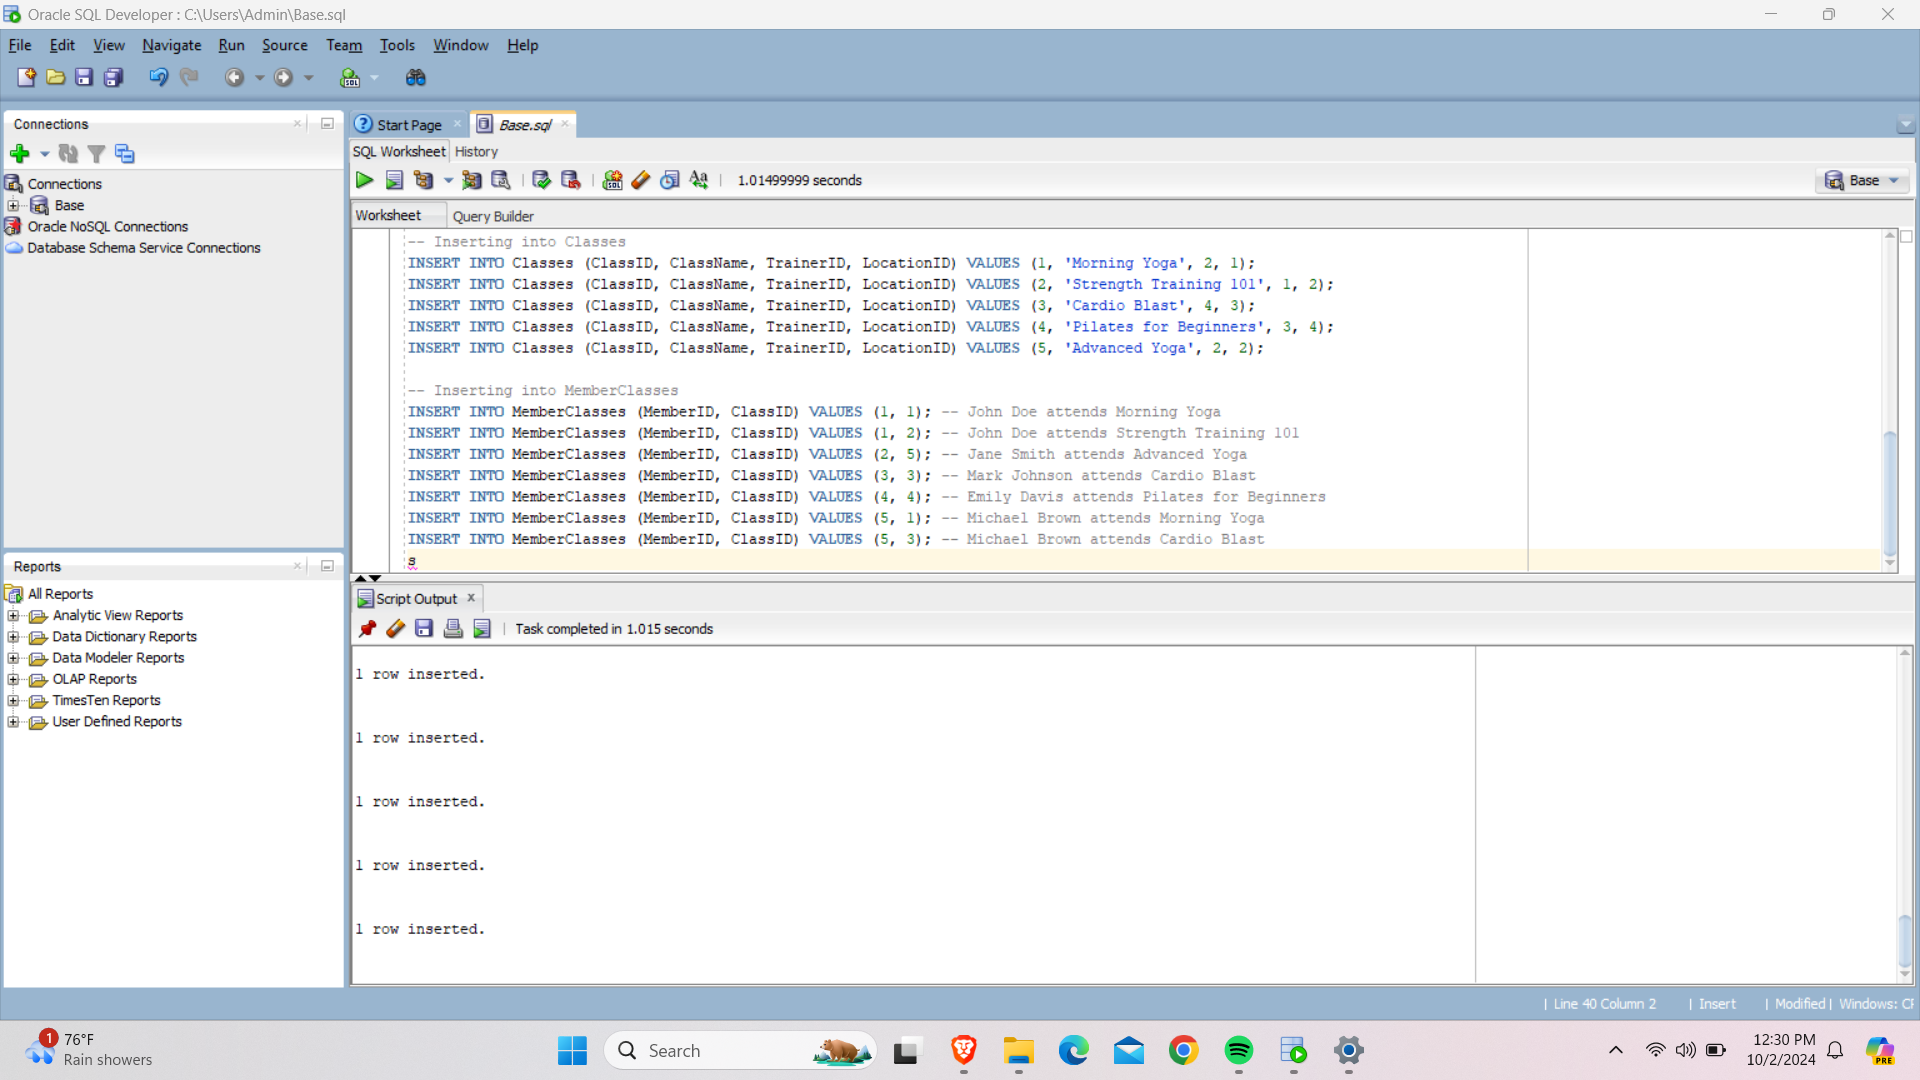 Oracle SQL Developer : C:\Users\Admin\Base.sql
File Edit View Navigate Run Source Team Tools Window Help
Connections
Connections
Base
Oracle NoSQL Connections
Database Schema Service Connections
Reports
All Reports
Analytic View Reports
Data Dictionary Reports
Data Modeler Reports
OLAP Reports
TimesTen Reports
User Defined Reports
Start Page Base.sql
SQL Worksheet History
1.01499999 seconds
Base
Worksheet Query Builder
-- Inserting into Classes
INSERT INTO Classes (ClassID, ClassName, TrainerID, LocationID) VALUES (1, 'Morning Yoga', 2, 1);
INSERT INTO Classes (ClassID, ClassName, TrainerID, LocationID) VALUES (2, 'Strength Training 101', 1, 2);
INSERT INTO Classes (ClassID, ClassName, TrainerID, LocationID) VALUES (3, 'Cardio Blast', 4, 3);
INSERT INTO Classes (ClassID, ClassName, TrainerID, LocationID) VALUES (4, 'Pilates for Beginners', 3, 4);
INSERT INTO Classes (ClassID, ClassName, TrainerID, LocationID) VALUES (5, 'Advanced Yoga', 2, 2);
-- Inserting into MemberClasses
INSERT INTO MemberClasses (MemberID, ClassID) VALUES (1, 1); -- John Doe attends Morning Yoga
INSERT INTO MemberClasses (MemberID, ClassID) VALUES (1, 2); -- John Doe attends Strength Training 101
INSERT INTO MemberClasses (MemberID, ClassID) VALUES (2, 5); -- Jane Smith attends Advanced Yoga
INSERT INTO MemberClasses (MemberID, ClassID) VALUES (3, 3); -- Mark Johnson attends Cardio Blast
INSERT INTO MemberClasses (MemberID, ClassID) VALUES (4, 4); -- Emily Davis attends Pilates for Beginners
INSERT INTO MemberClasses (MemberID, ClassID) VALUES (5, 1); -- Michael Brown attends Morning Yoga
INSERT INTO MemberClasses (MemberID, ClassID) VALUES (5, 3); -- Michael Brown attends Cardio Blast
s
Script Output
Task completed in 1.015 seconds
1 row inserted.
1 row inserted.
1 row inserted.
1 row inserted.
1 row inserted.
| Line 40 Column 2 | Insert | Modified | Windows: CF
1
76°F
Rain showers
Search
12:30 PM
10/2/2024
PRE